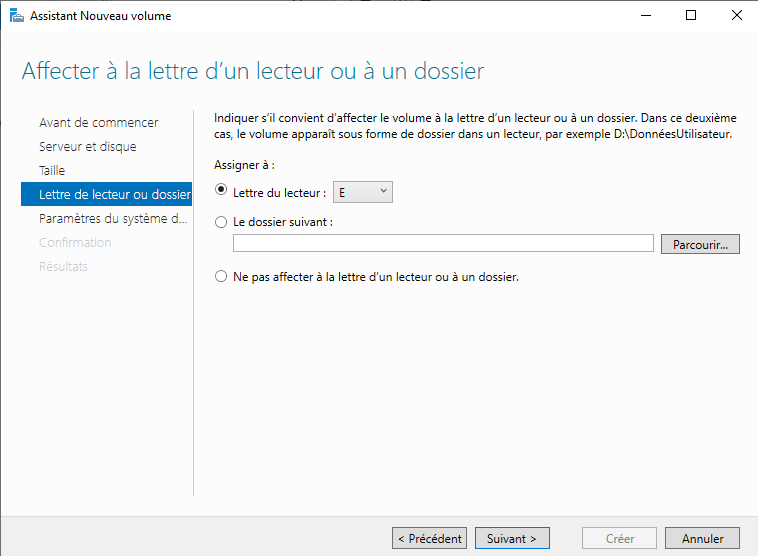 Assistant Nouveau volume
Affecter à la lettre d'un lecteur ou à un dossier
Avant de commencer
Serveur et disque
Taille
Lettre de lecteur ou dossier
Paramètres du système d...
Confirmation
Résultats
Indiquer s'il convient d'affecter le volume à la lettre d'un lecteur ou à un dossier. Dans ce deuxième
cas, le volume apparaît sous forme de dossier dans un lecteur, par exemple D:\DonnéesUtilisateur.
Assigner à :
Lettre du lecteur : E
Le dossier suivant :
Parcourir...
Ne pas affecter à la lettre d'un lecteur ou à un dossier.
< Précédent
Suivant >
Créer
Annuler